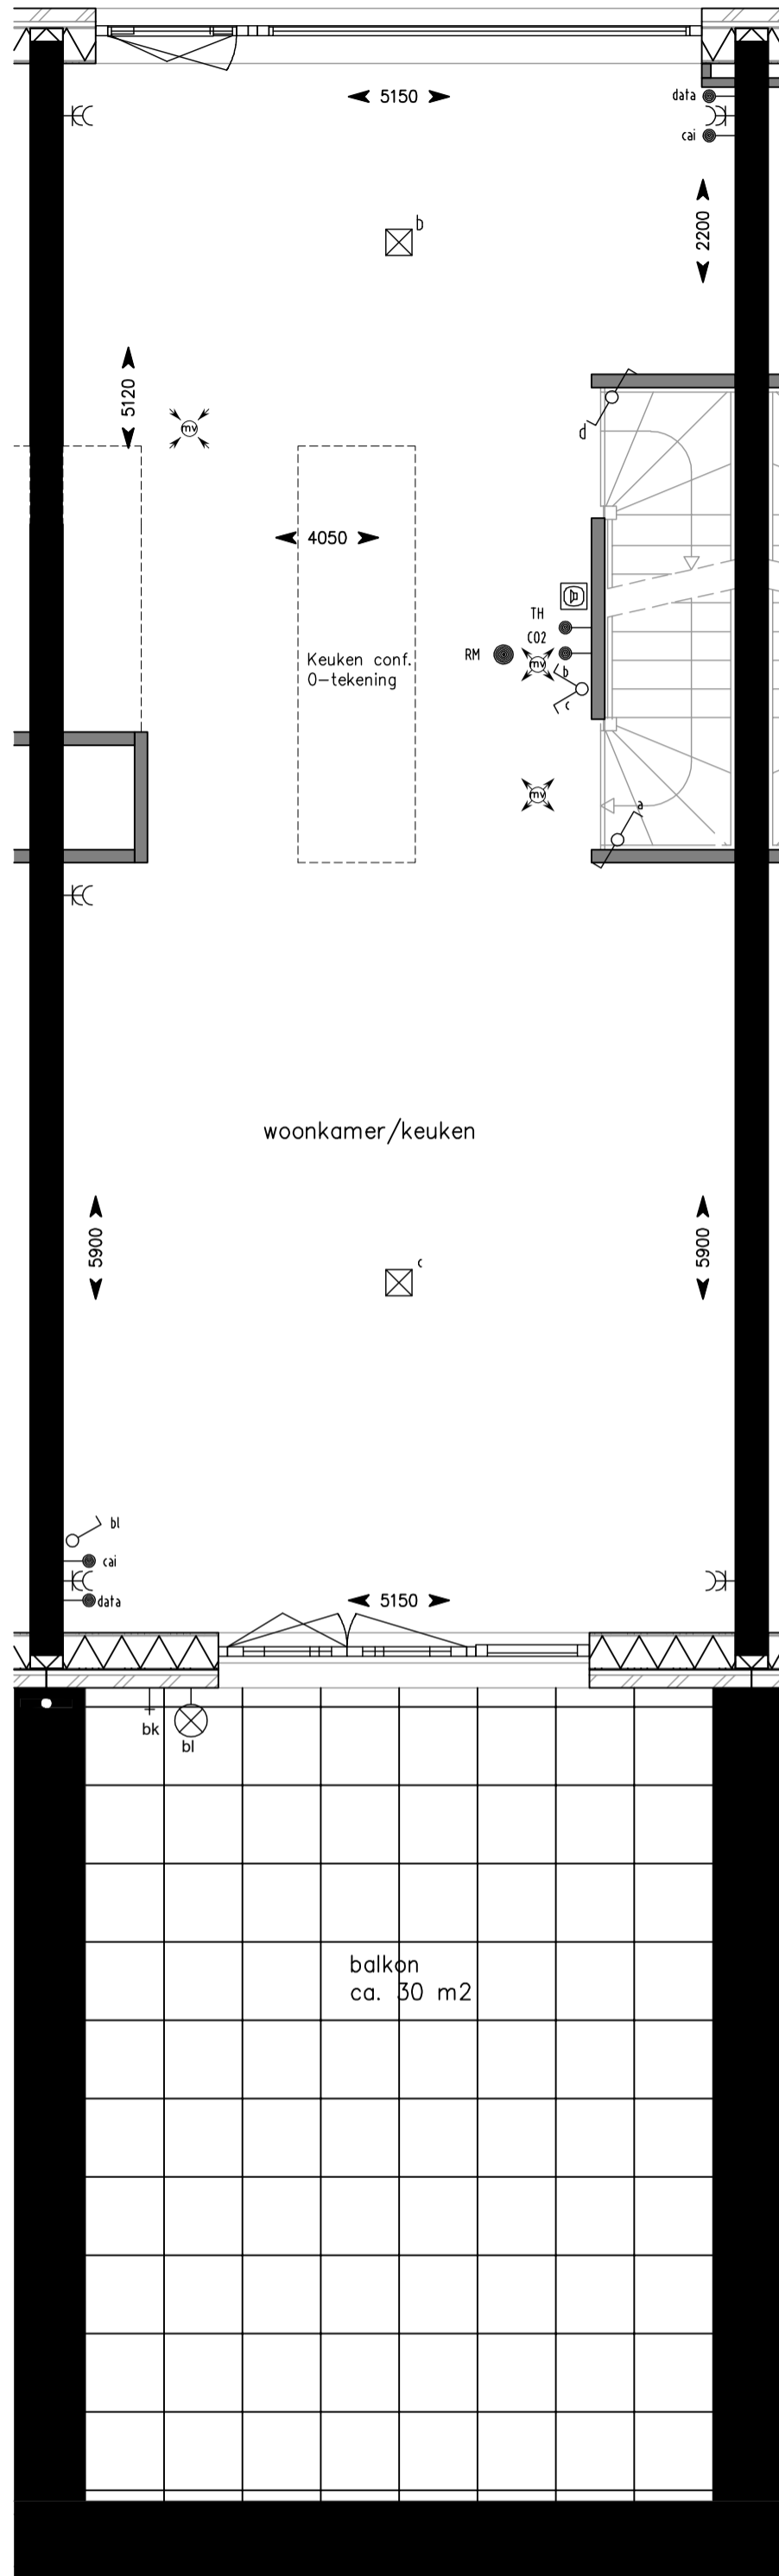 5150
data
cai
2200
b
5120
mv
d
4050
TH
CO2
RM
mv
b
c
Keuken conf.
0-tekening
mv
a
woonkamer/keuken
5900
5900
c
bl
cai
data
5150
bk
bl
balkon
ca. 30 m2